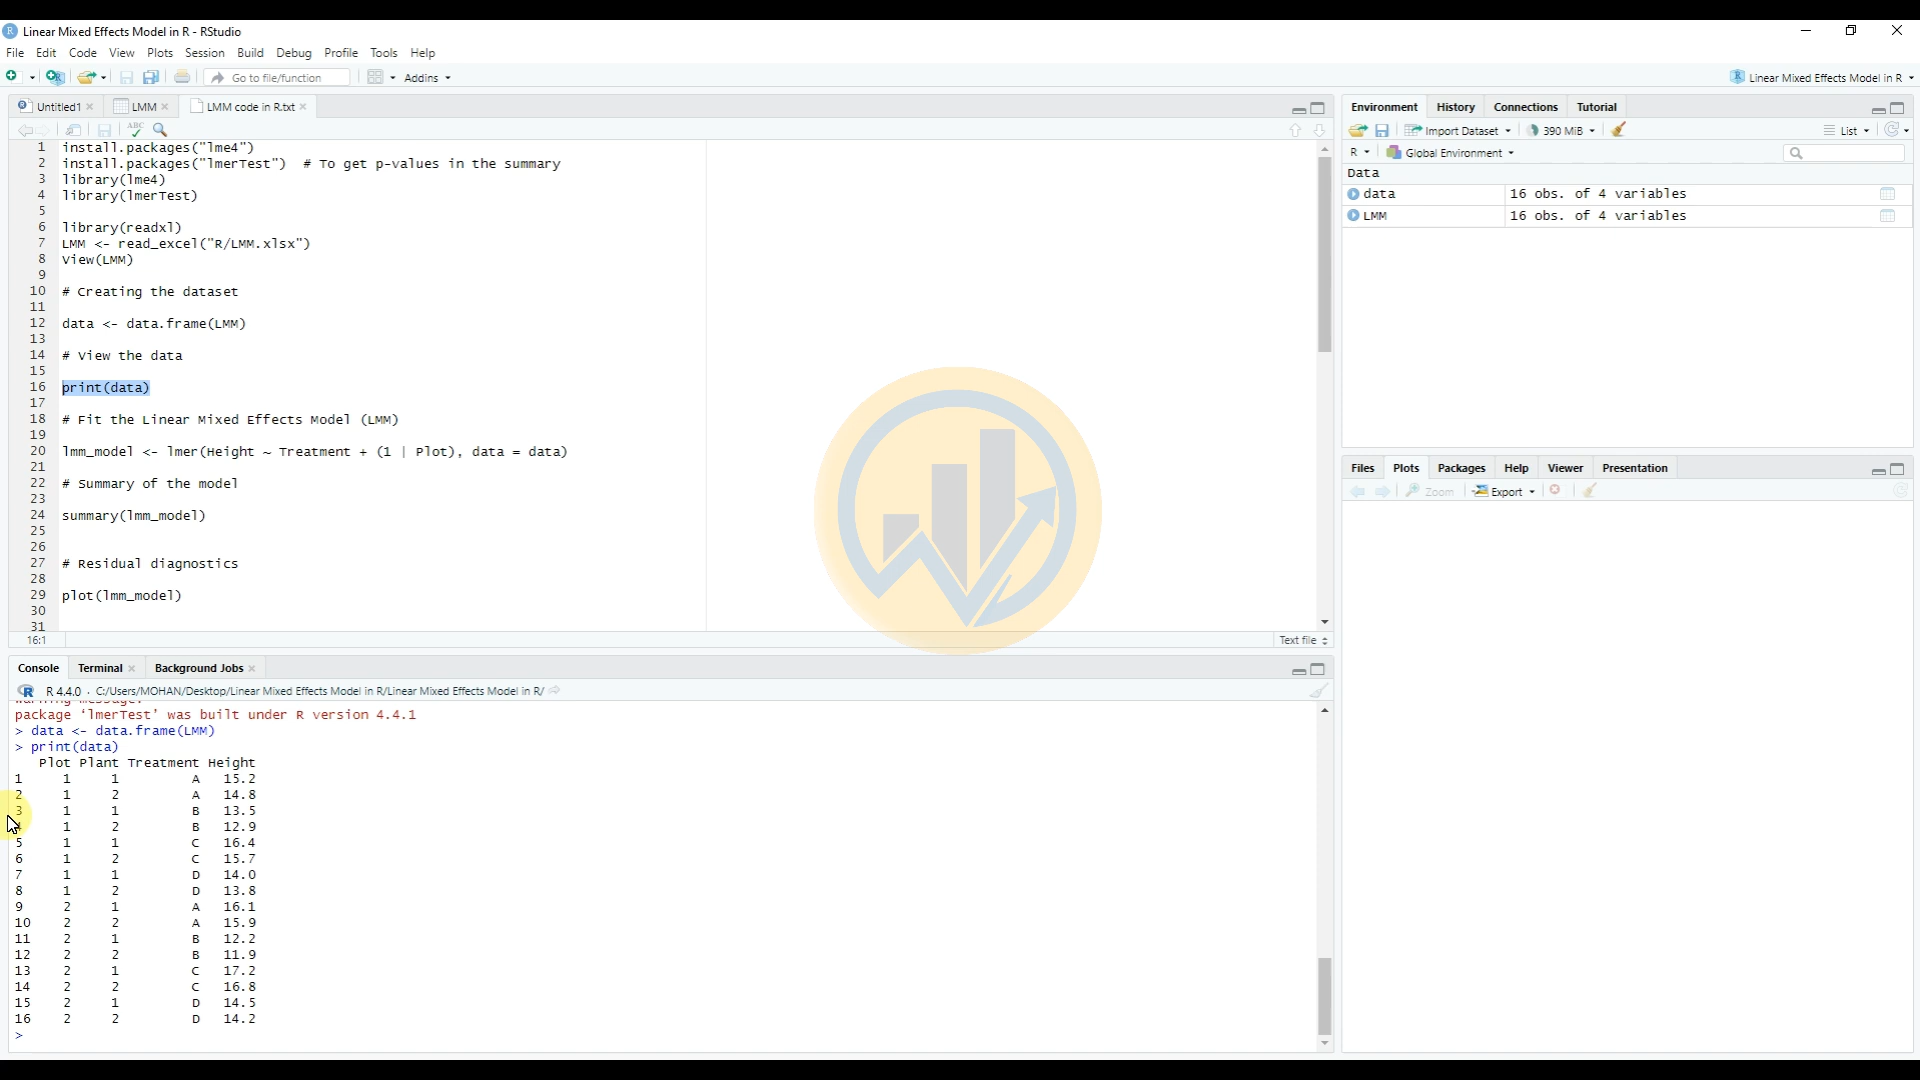 Linear Mixed Effects Model in R - RStudio
File Edit Code View Plots Session Build Debug Profile Tools Help
Go to file/function Addins Linear Mixed Effects Model in R
Untitled1 LMM LMM code in R.txt
1 install.packages("lme4")
2 install.packages("lmerTest") # To get p-values in the summary
3 library(lme4)
4 library(lmerTest)
5
6 library(readxl)
7 LMM <- read_excel("R/LMM.xlsx")
8 View(LMM)
9
10 # Creating the dataset
11
12 data <- data.frame(LMM)
13
14 # View the data
15
16 print(data)
17
18 # Fit the Linear Mixed Effects Model (LMM)
19
20 lmm_model <- lmer(Height ~ Treatment + (1 | Plot), data = data)
21
22 # Summary of the model
23
24 summary(lmm_model)
25
26
27 # Residual diagnostics
28
29 plot(lmm_model)
30
31
16:1 Text file
Console Terminal Background Jobs
R 4.4.0 · C:/Users/MOHAN/Desktop/Linear Mixed Effects Model in R/Linear Mixed Effects Model in R/
Warning message:
package ‘lmerTest’ was built under R version 4.4.1
> data <- data.frame(LMM)
> print(data)
Plot Plant Treatment Height
1 1 1 A 15.2
2 1 2 A 14.8
3 1 1 B 13.5
4 1 2 B 12.9
5 1 1 C 16.4
6 1 2 C 15.7
7 1 1 D 14.0
8 1 2 D 13.8
9 2 1 A 16.1
10 2 2 A 15.9
11 2 1 B 12.2
12 2 2 B 11.9
13 2 1 C 17.2
14 2 2 C 16.8
15 2 1 D 14.5
16 2 2 D 14.2
>
Environment History Connections Tutorial
Import Dataset 390 MiB List
R Global Environment
Data
data 16 obs. of 4 variables
LMM 16 obs. of 4 variables
Files Plots Packages Help Viewer Presentation
Zoom Export